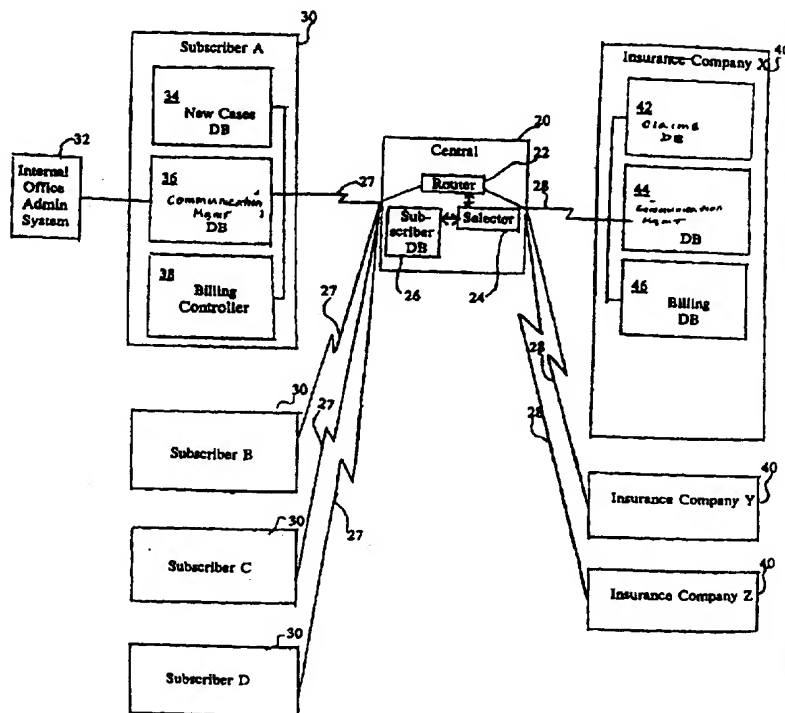 30
Subscriber A
34
New Cases
DB
32
Internal
Office
Admin
System
36
Communication
Mgmt
DB
38
Billing
Controller
27
20
Central
22
Router
Sub-
scriber
DB
Selector
26
24
28
40
Insurance Company X
42
Claims
DB
44
Communication
Mgmt
DB
46
Billing
DB
27
30
Subscriber B
27
30
Subscriber C
27
30
Subscriber D
28
28
40
Insurance Company Y
40
Insurance Company Z